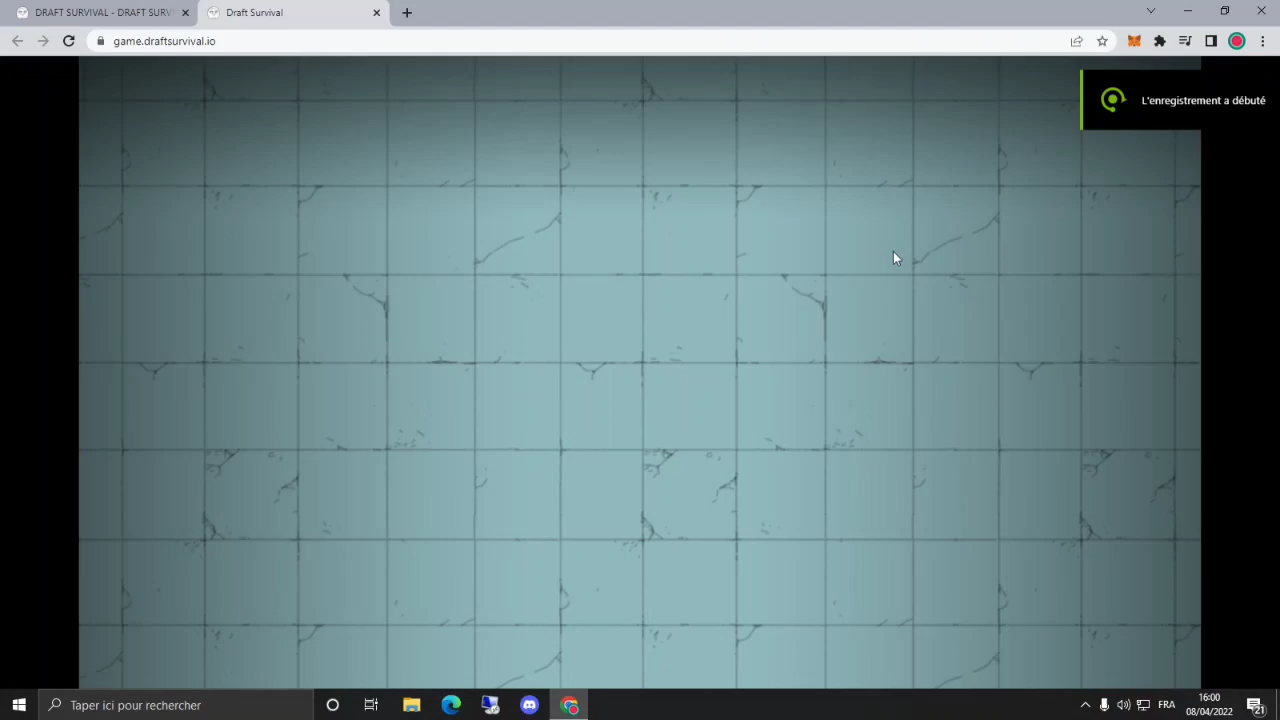 DRAFT SURVIVAL - DRAFT SURV
Draft Survival
game.draftsurvival.io
L'enregistrement a débuté
Taper ici pour rechercher
FRA
16:00
08/04/2022
21